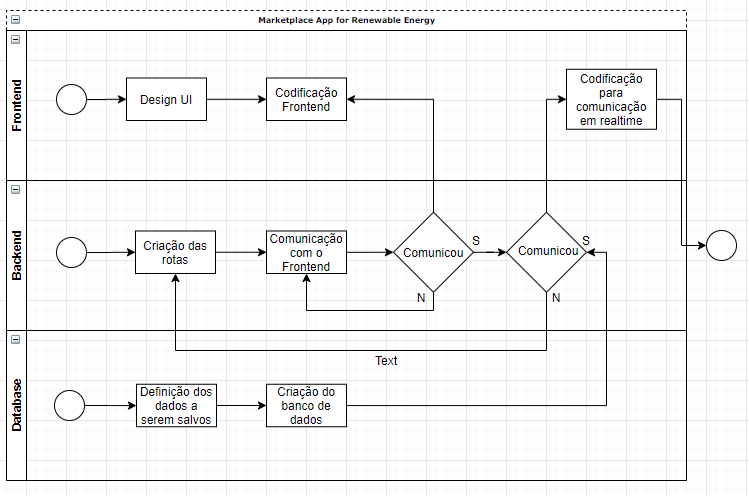 Marketplace App for Renewable Energy
Frontend
Design UI
Codificação
Frontend
Codificação
para
comunicação
em realtime
Backend
Criação das
rotas
Comunicação
com o
Frontend
Comunicou
S
N
Comunicou
S
N
Text
Database
Definição dos
dados a
serem salvos
Criação do
banco de
dados